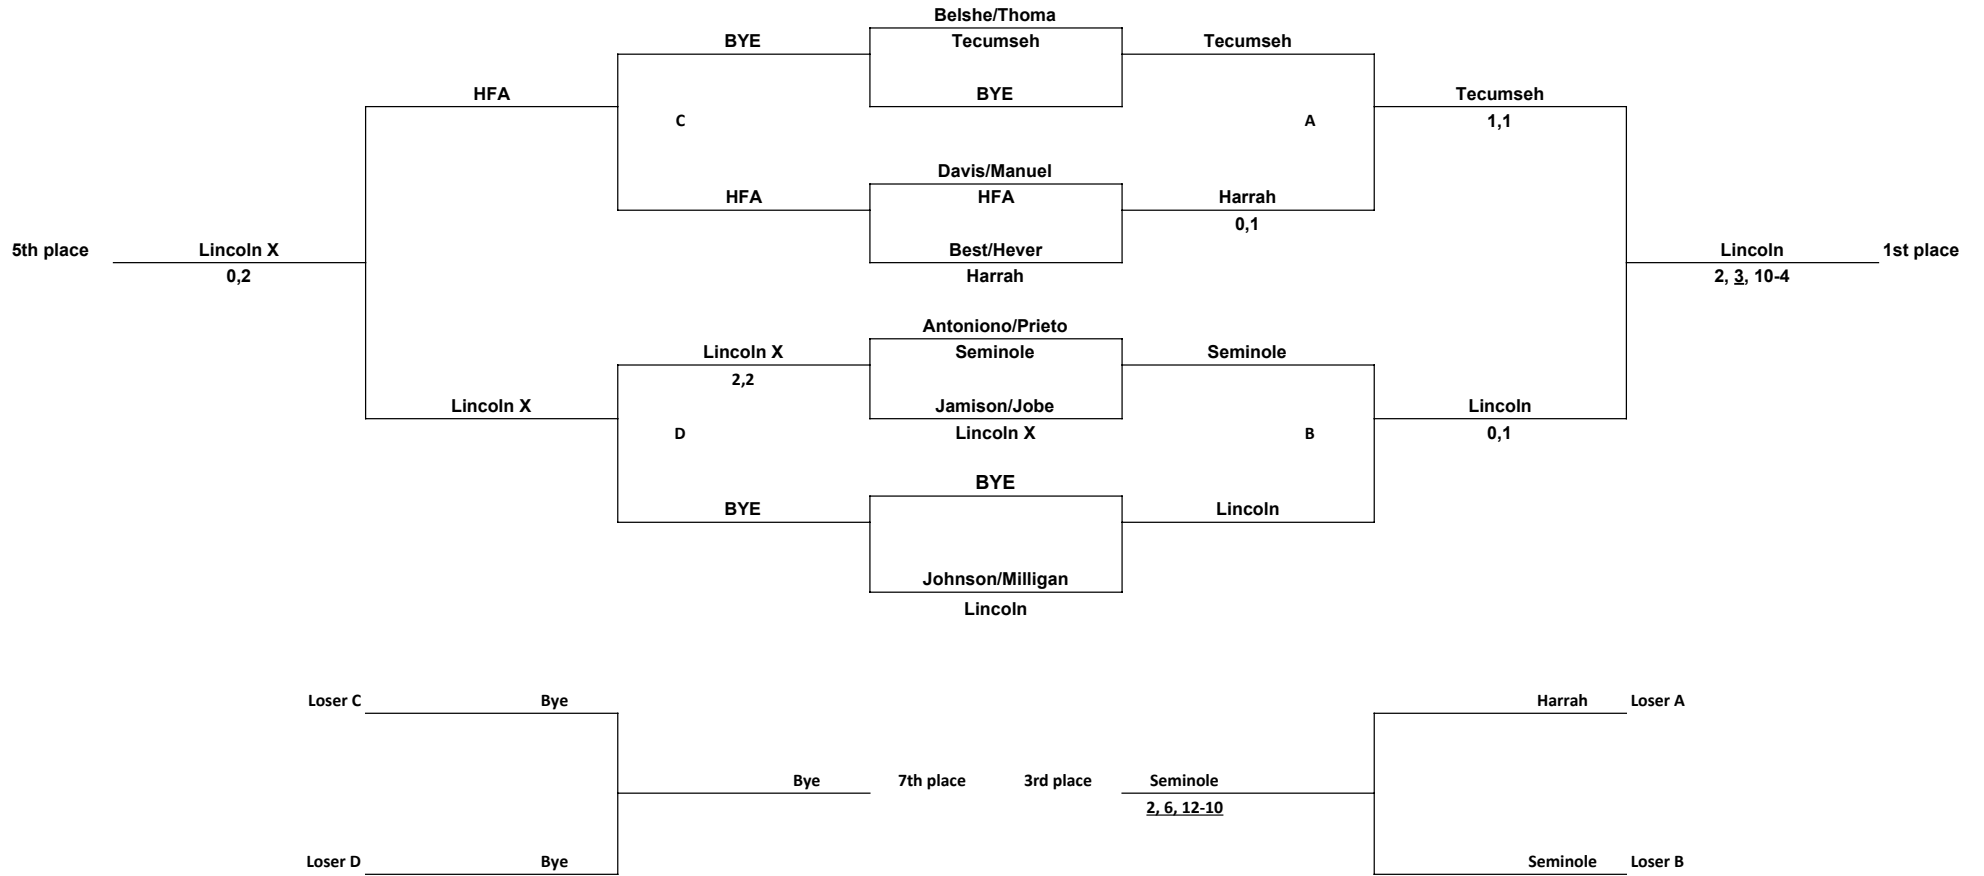 Belshe/Thoma
BYE
Tecumseh
Tecumseh
HFA
BYE
Tecumseh
C
A
1,1
Davis/Manuel
HFA
HFA
Harrah
0,1
5th place
Lincoln X
Best/Hever
Lincoln
1st place
0,2
Harrah
2, 3, 10-4
Antoniono/Prieto
Lincoln X
Seminole
Seminole
2,2
Lincoln X
Jamison/Jobe
Lincoln
D
Lincoln X
B
0,1
BYE
BYE
Lincoln
Johnson/Milligan
Lincoln
Loser C
Bye
Harrah
Loser A
Bye
7th place
3rd place
Seminole
2, 6, 12-10
Loser D
Bye
Seminole
Loser B